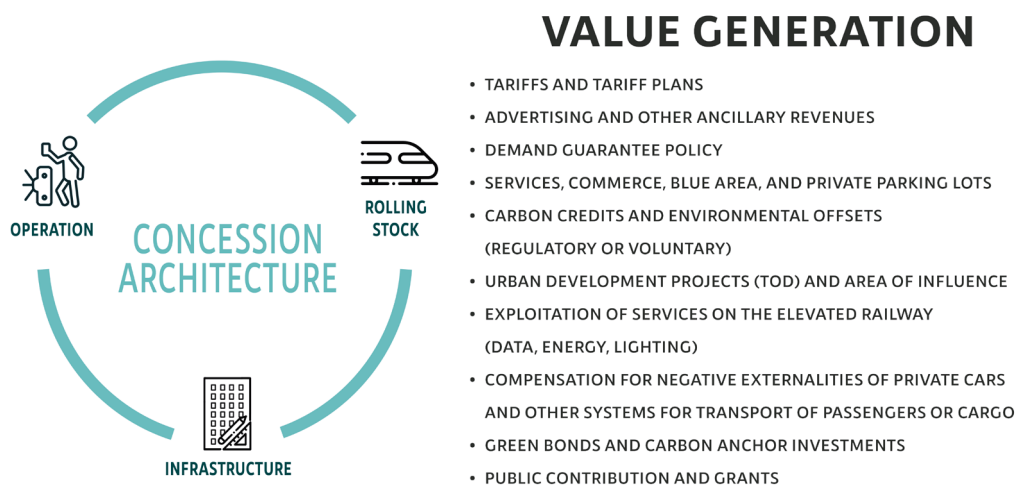 VALUE GENERATION
OPERATION
ROLLING
STOCK
CONCESSION
ARCHITECTURE
INFRASTRUCTURE
• TARIFFS AND TARIFF PLANS
• ADVERTISING AND OTHER ANCILLARY REVENUES
• DEMAND GUARANTEE POLICY
• SERVICES, COMMERCE, BLUE AREA, AND PRIVATE PARKING LOTS
• CARBON CREDITS AND ENVIRONMENTAL OFFSETS
(REGULATORY OR VOLUNTARY)
• URBAN DEVELOPMENT PROJECTS (TOD) AND AREA OF INFLUENCE
• EXPLOITATION OF SERVICES ON THE ELEVATED RAILWAY
(DATA, ENERGY, LIGHTING)
• COMPENSATION FOR NEGATIVE EXTERNALITIES OF PRIVATE CARS
AND OTHER SYSTEMS FOR TRANSPORT OF PASSENGERS OR CARGO
• GREEN BONDS AND CARBON ANCHOR INVESTMENTS
• PUBLIC CONTRIBUTION AND GRANTS